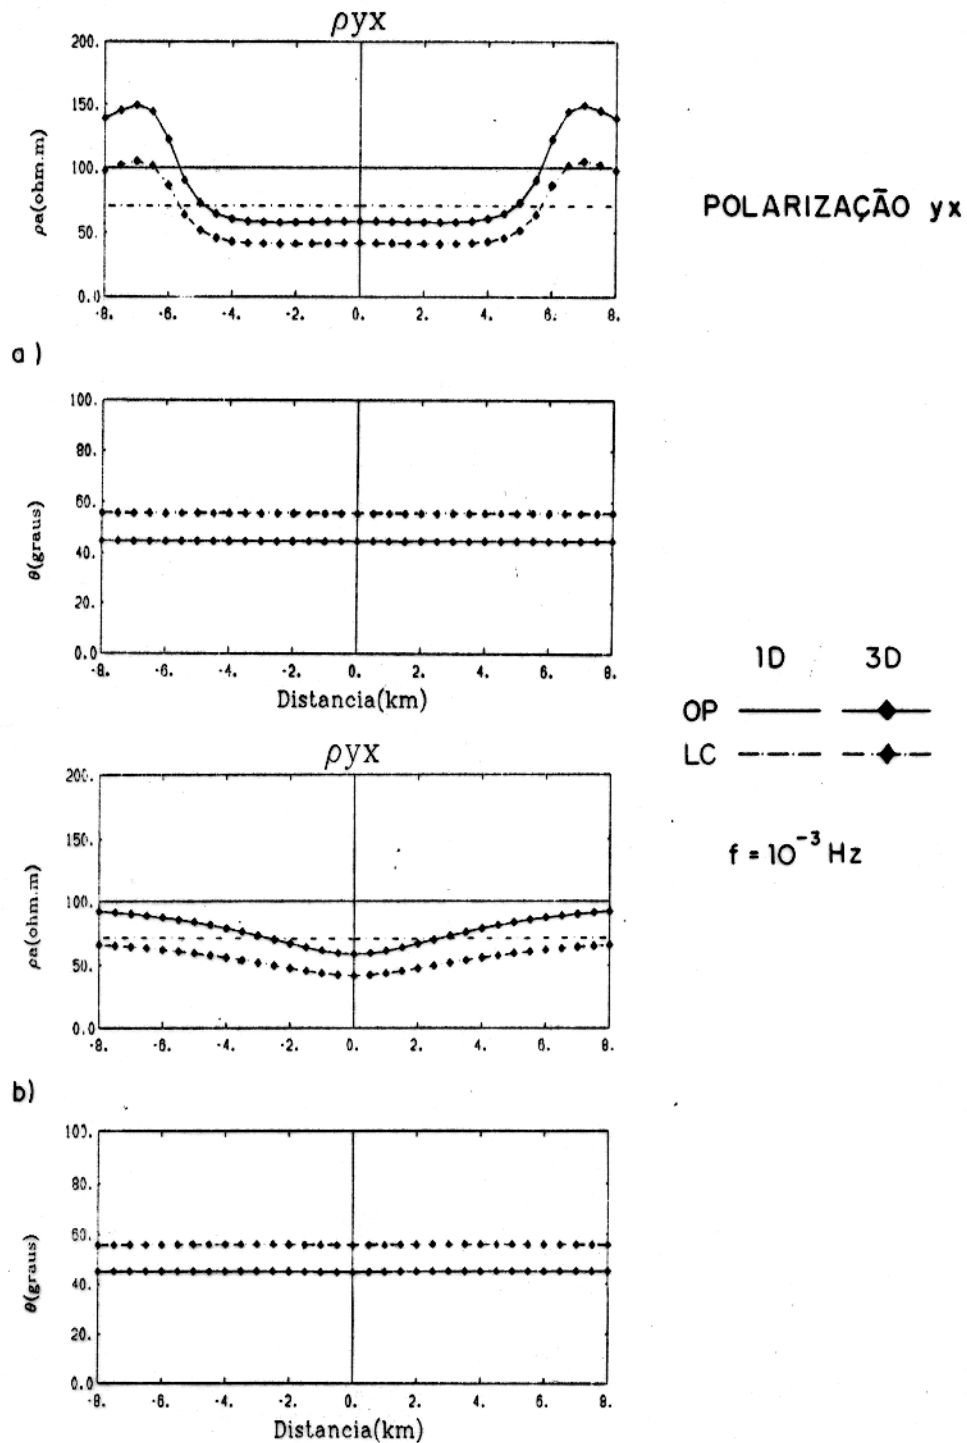 ρyx
200.
150.
100.
50.
0.0
ρa(ohm.m)
-8. -6. -4. -2. 0. 2. 4. 6. 8.
POLARIZAÇÃO yx
a)
100.
80.
60.
40.
20.
0.0
θ(graus)
-8. -6. -4. -2. 0. 2. 4. 6. 8.
Distancia(km)
1D 3D
OP
LC
f = 10⁻³ Hz
ρyx
200.
150.
100.
50.
0.0
ρa(ohm.m)
-8. -6. -4. -2. 0. 2. 4. 6. 8.
b)
100.
80.
60.
40.
20.
0.0
θ(graus)
-8. -6. -4. -2. 0. 2. 4. 6. 8.
Distancia(km)